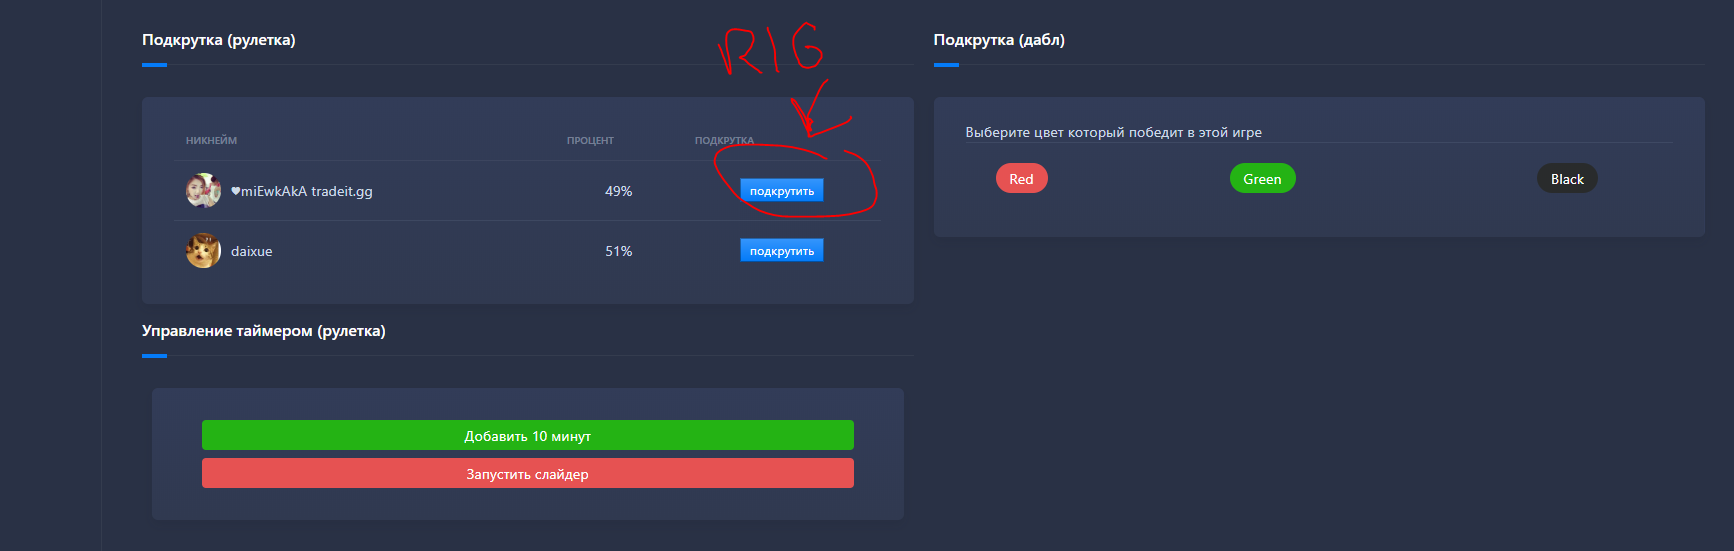 Подкрутка (рулетка)
RIG
НИКНЕЙМ ПРОЦЕНТ ПОДКРУТКА
♥miEwkAkA tradeit.gg 49% подкрутить
daixue 51% подкрутить
Управление таймером (рулетка)
Добавить 10 минут
Запустить слайдер
Подкрутка (дабл)
Выберите цвет который победит в этой игре
Red Green Black